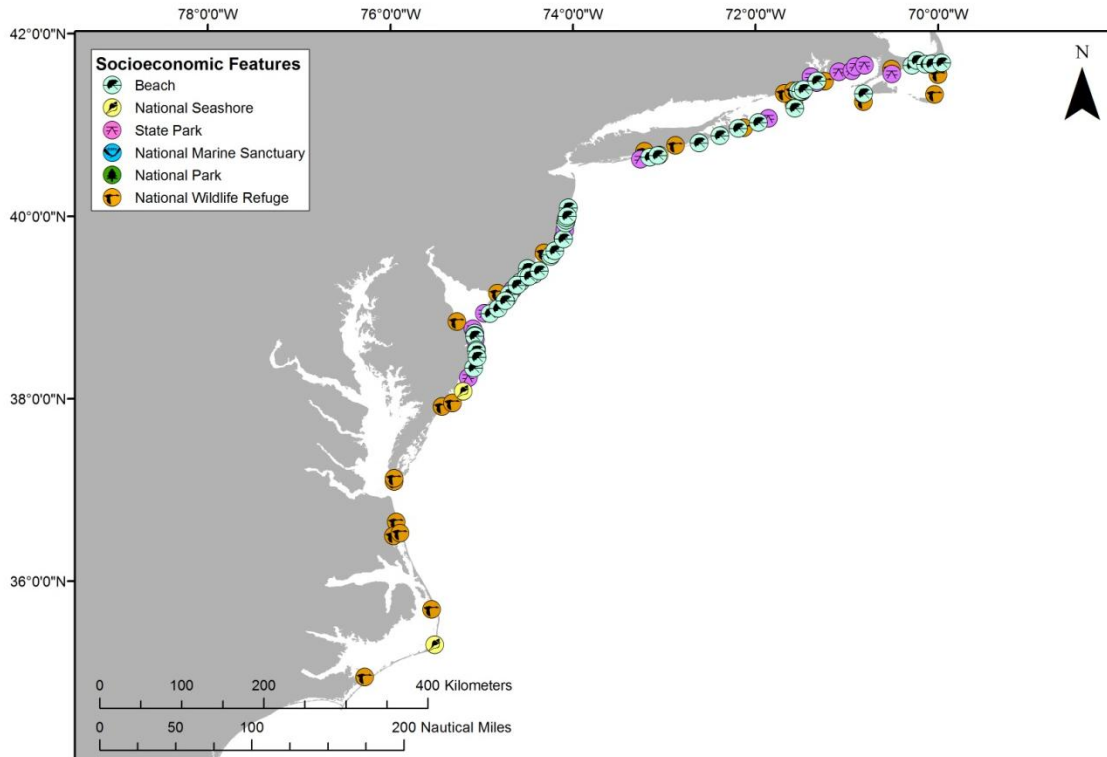 78°0'0"W 76°0'0"W 74°0'0"W 72°0'0"W 70°0'0"W
42°0'0"N
N
Socioeconomic Features
Beach
National Seashore
State Park
National Marine Sanctuary
National Park
National Wildlife Refuge
40°0'0"N
38°0'0"N
36°0'0"N
0 100 200 400 Kilometers
0 50 100 200 Nautical Miles